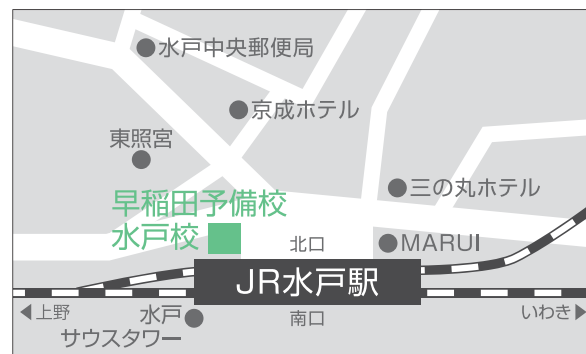 水戸中央郵便局
京成ホテル
東照宮
三の丸ホテル
早稲田予備校
水戸校
北口
MARUI
JR水戸駅
上野
水戸
サウスタワー
南口
いわき